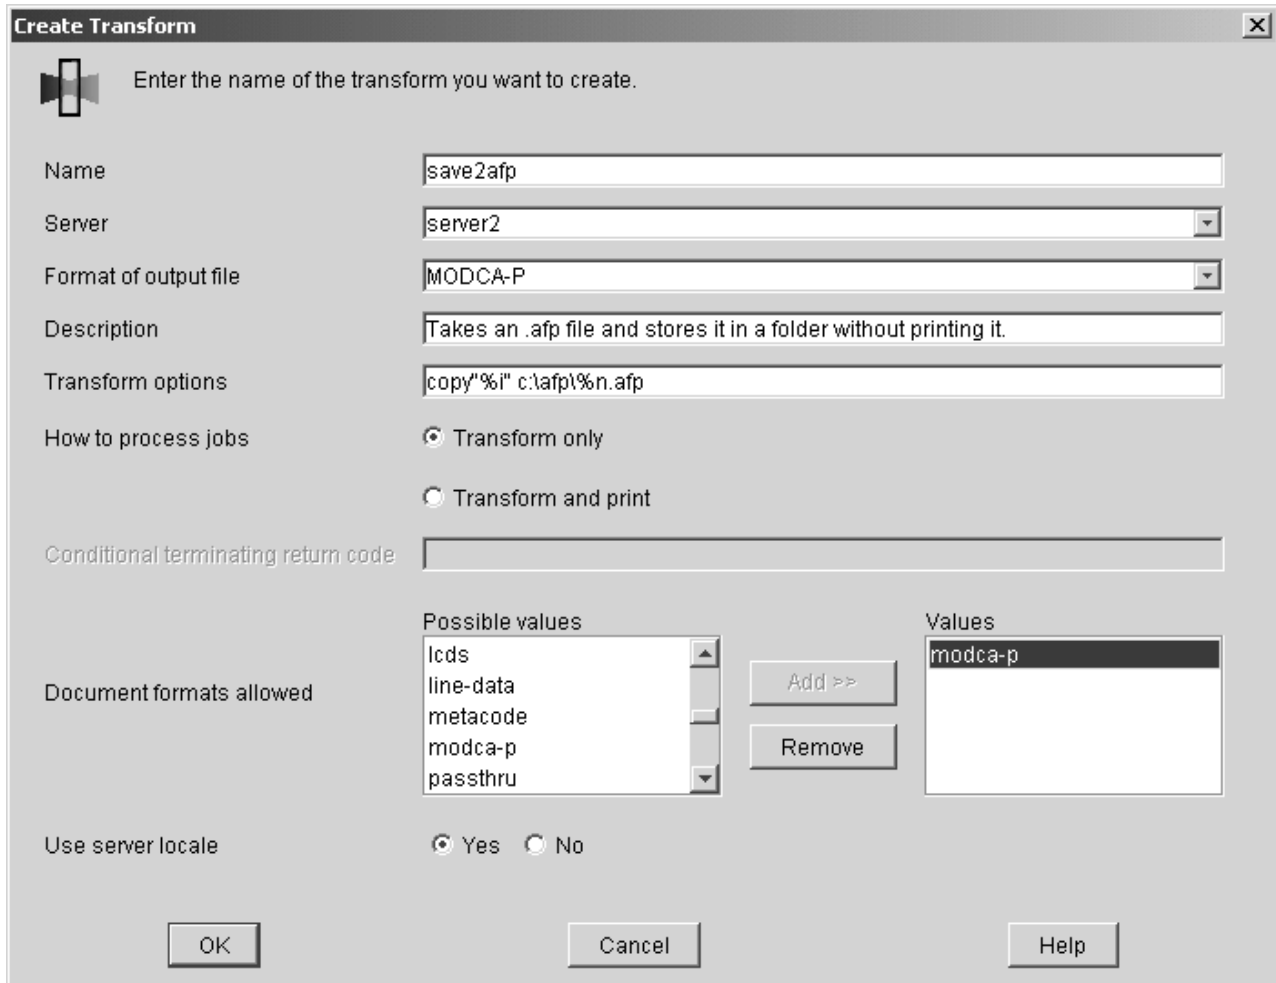 Create Transform
Enter the name of the transform you want to create.
Name
save2afp
Server
server2
Format of output file
MODCA-P
Description
Takes an .afp file and stores it in a folder without printing it.
Transform options
copy"%i" c:\afp\%n.afp
How to process jobs
Transform only
Transform and print
Conditional terminating return code
Document formats allowed
Possible values
lcds
line-data
metacode
modca-p
passthru
Add >>
Remove
Values
modca-p
Use server locale
Yes
No
OK
Cancel
Help